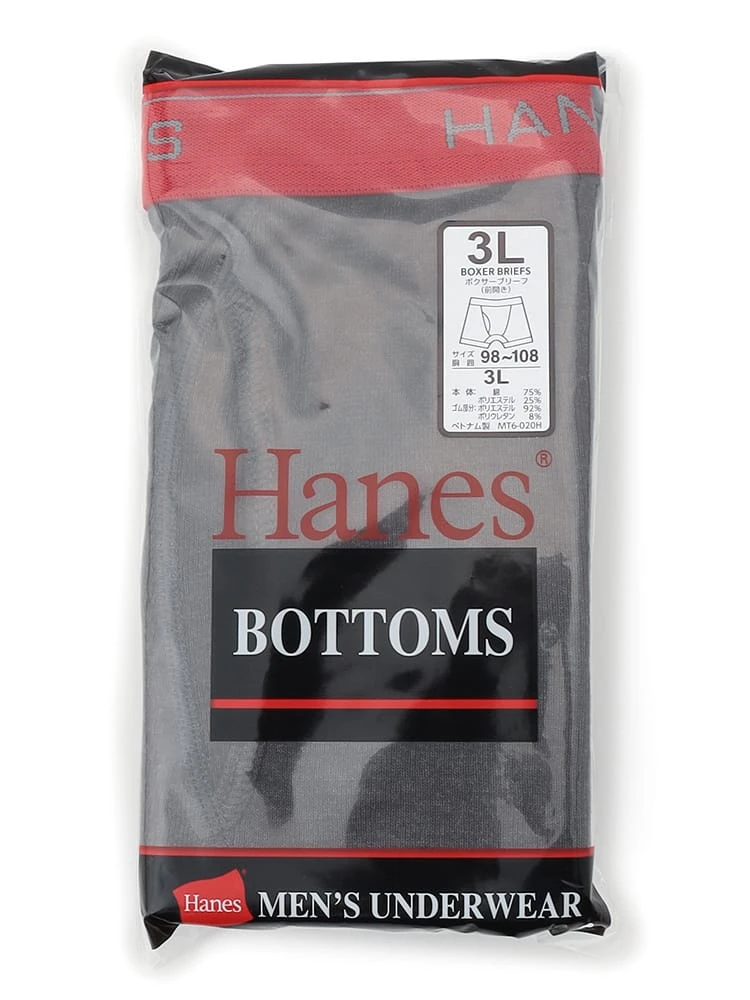 S HAN
3L
BOXER BRIEFS
ボクサーブリーフ
(前開き)
サイズ
胴囲 98~108
3L
本体: 綿 75%
ポリエステル 25%
ゴム部分: ポリエステル 92%
ポリウレタン 8%
ベトナム製 MT6-020H
Hanes®
BOTTOMS
Hanes MEN'S UNDERWEAR